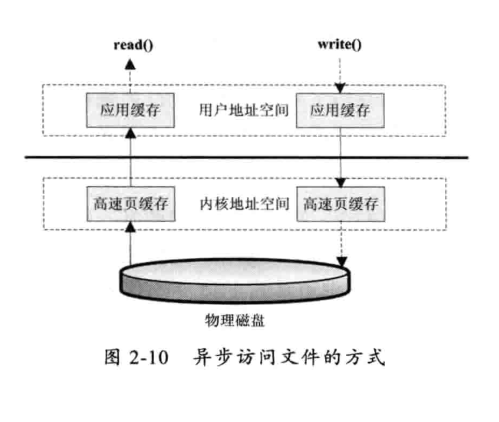 read() write()
应用缓存 用户地址空间 应用缓存
高速页缓存 内核地址空间 高速页缓存
物理磁盘
图 2-10 异步访问文件的方式